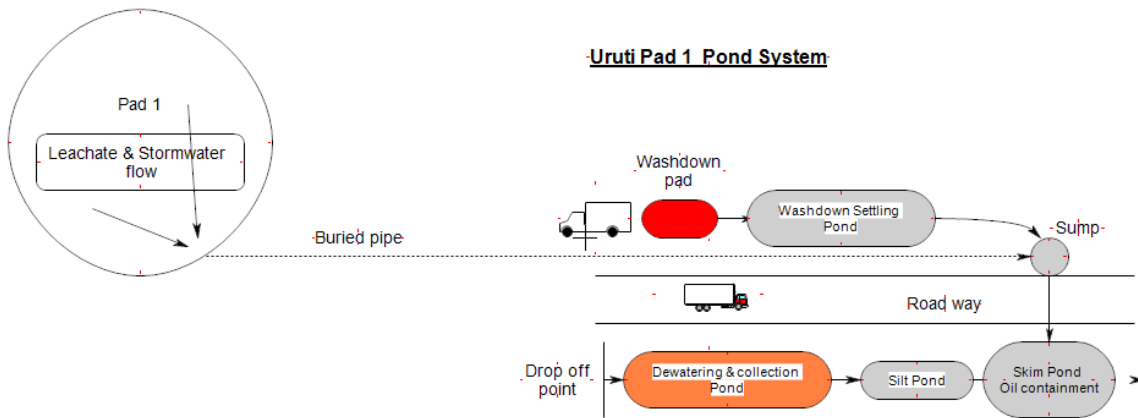 Uruti Pad 1 Pond System
Pad 1
Leachate & Stormwater
flow
Washdown
pad
Washdown Settling
Pond
Sump
Buried pipe
Road way
Drop off
point
Dewatering & collection
Pond
Silt Pond
Skim Pond
Oil containment